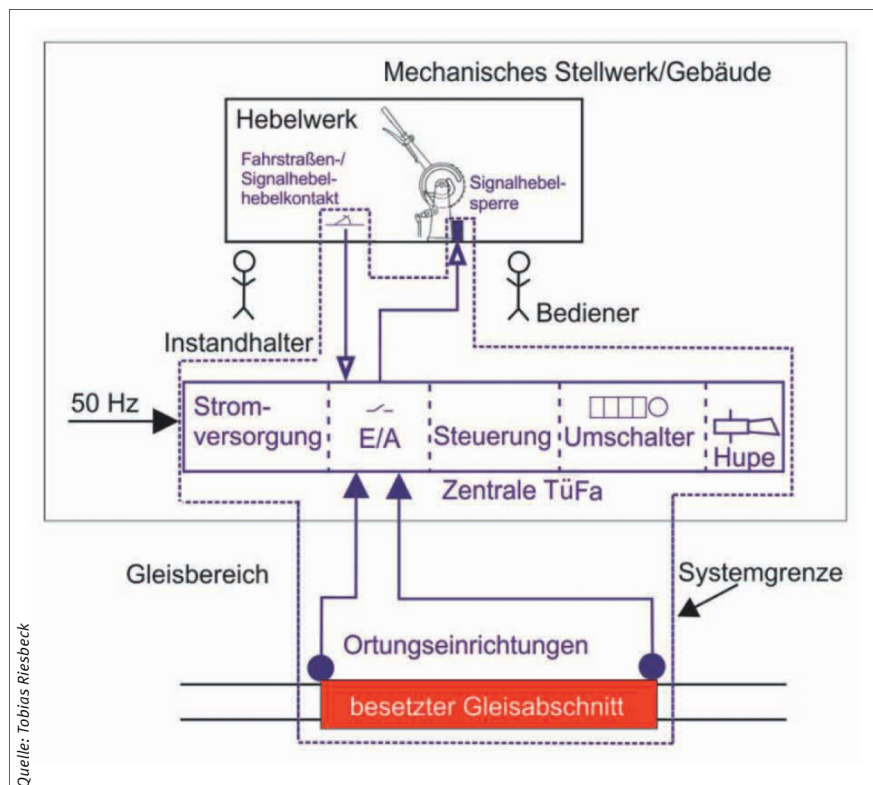 Mechanisches Stellwerk/Gebäude
Hebelwerk
Fahrstraßen-/
Signalhebel-
hebelkontakt
Signalhebel-
sperre
Instandhalter
Bediener
50 Hz
Strom-
versorgung
E/A
Steuerung
Umschalter
Hupe
Zentrale TüFa
Gleisbereich
Systemgrenze
Ortungseinrichtungen
besetzter Gleisabschnitt
Quelle: Tobias Riesbeck